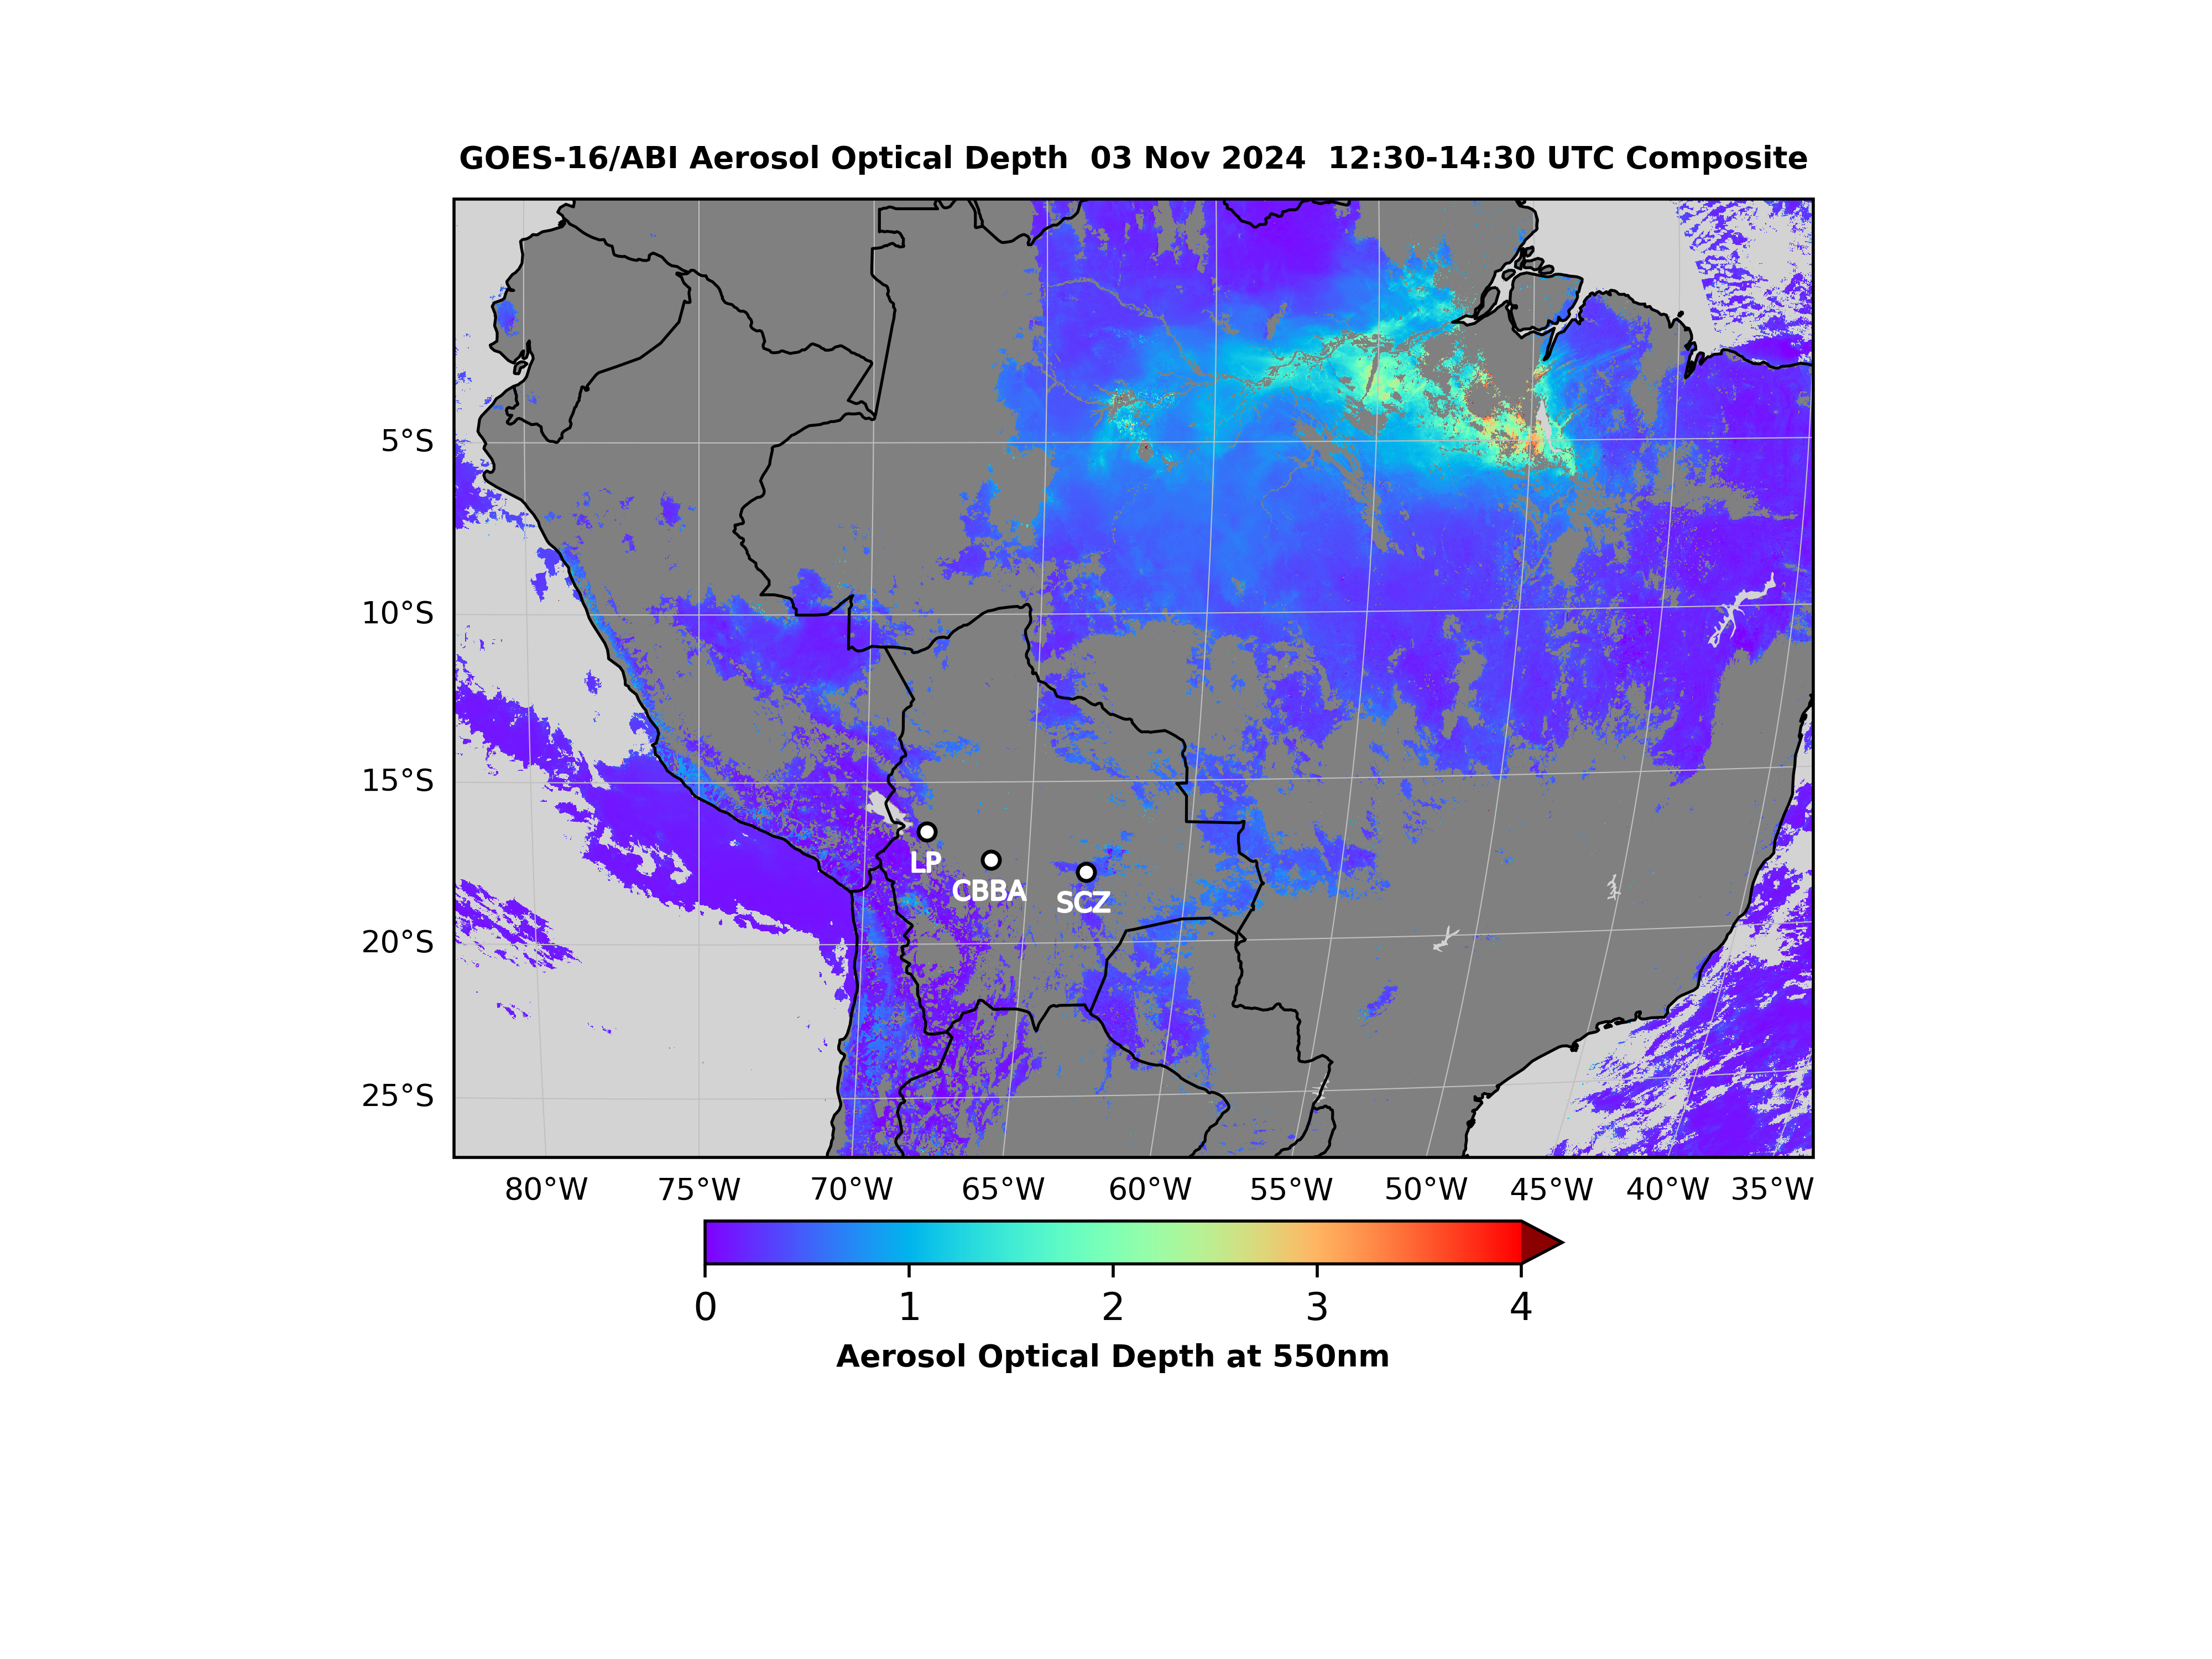 GOES-16/ABI Aerosol Optical Depth  03 Nov 2024  12:30-14:30 UTC Composite
5°S
10°S
15°S
LP
CBBA
SCZ
20°S
25°S
80°W 75°W 70°W 65°W 60°W 55°W 50°W 45°W 40°W 35°W
0 1 2 3 4
Aerosol Optical Depth at 550nm